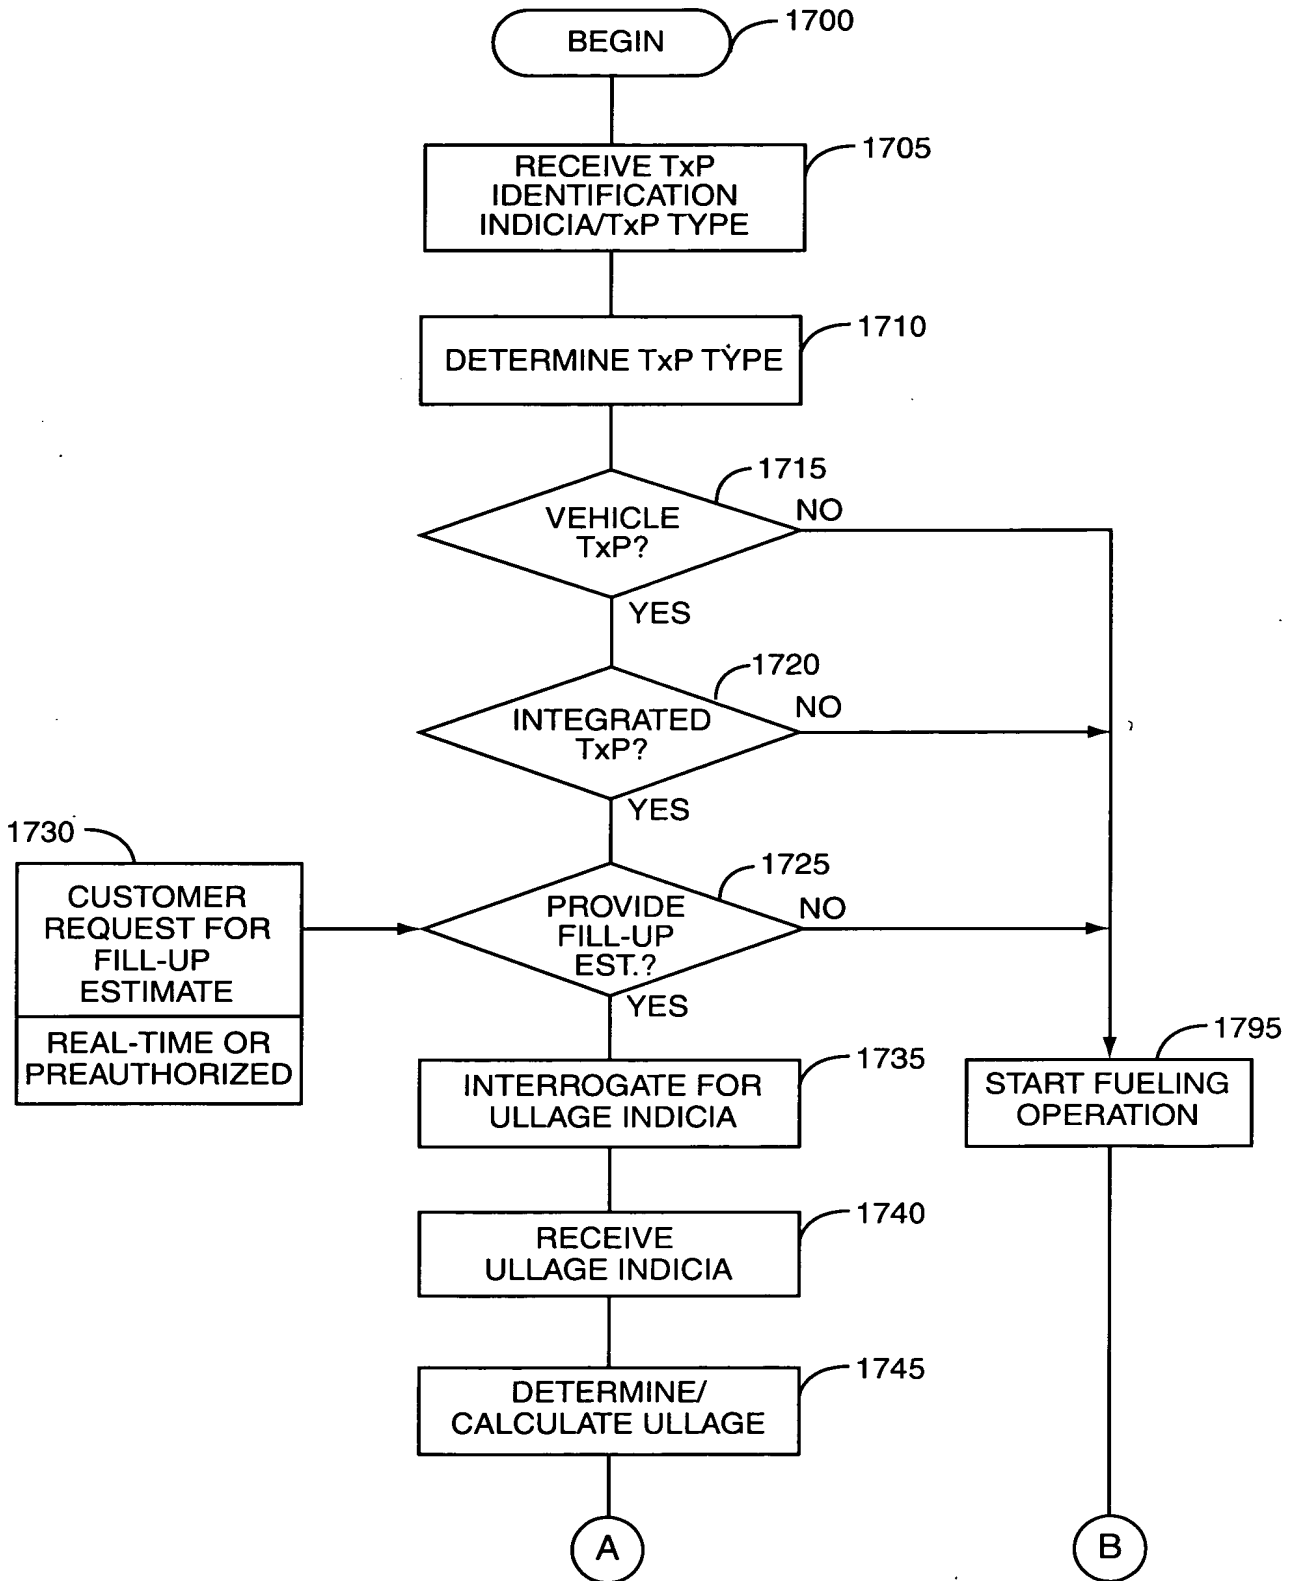 BEGIN
1700
RECEIVE TxP
IDENTIFICATION
INDICIA/TxP TYPE
1705
DETERMINE TxP TYPE
1710
VEHICLE
TxP?
1715
NO
YES
INTEGRATED
TxP?
1720
NO
YES
1730
CUSTOMER
REQUEST FOR
FILL-UP
ESTIMATE
REAL-TIME OR
PREAUTHORIZED
PROVIDE
FILL-UP
EST.?
1725
NO
YES
INTERROGATE FOR
ULLAGE INDICIA
1735
START FUELING
OPERATION
1795
RECEIVE
ULLAGE INDICIA
1740
DETERMINE/
CALCULATE ULLAGE
1745
A
B